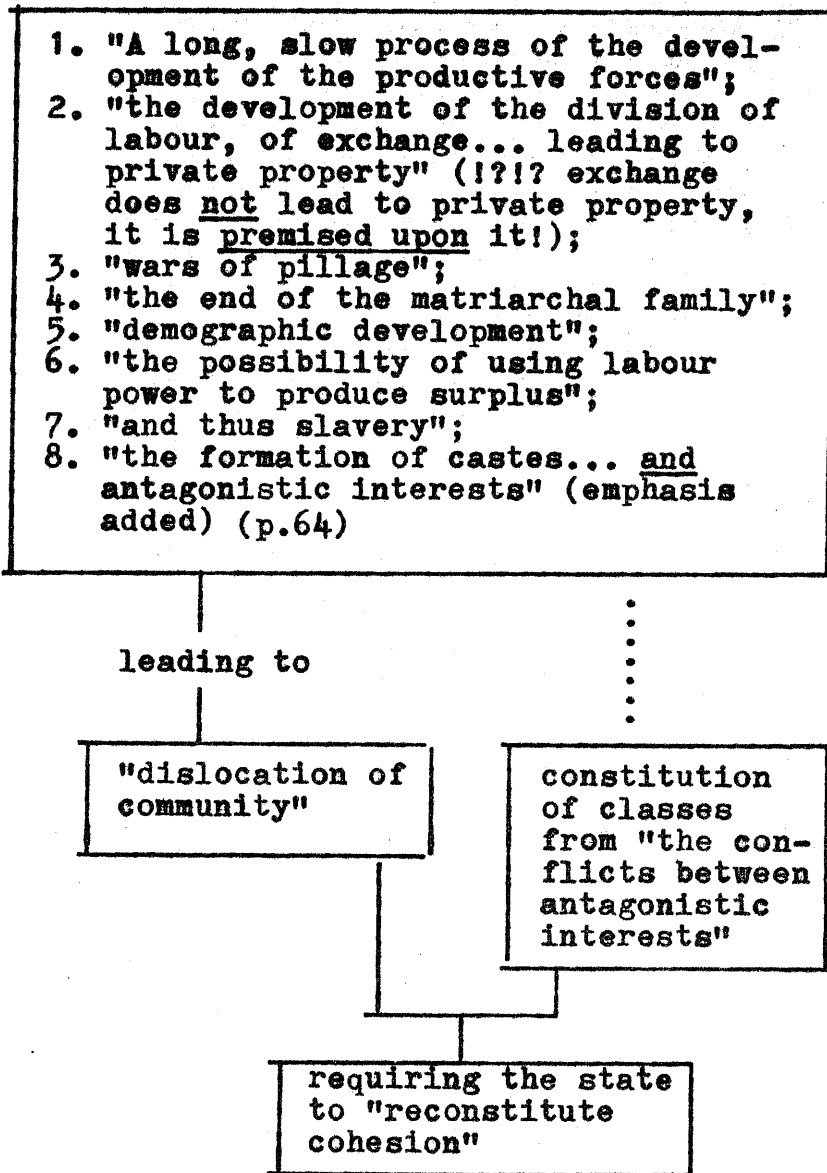 1. "A long, slow process of the devel-
opment of the productive forces";
2. "the development of the division of
labour, of exchange... leading to
private property" (!?!? exchange
does not lead to private property,
it is premised upon it!);
3. "wars of pillage";
4. "the end of the matriarchal family";
5. "demographic development";
6. "the possibility of using labour
power to produce surplus";
7. "and thus slavery";
8. "the formation of castes... and
antagonistic interests" (emphasis
added) (p.64)
leading to
"dislocation of
community"
constitution
of classes
from "the con-
flicts between
antagonistic
interests"
requiring the state
to "reconstitute
cohesion"